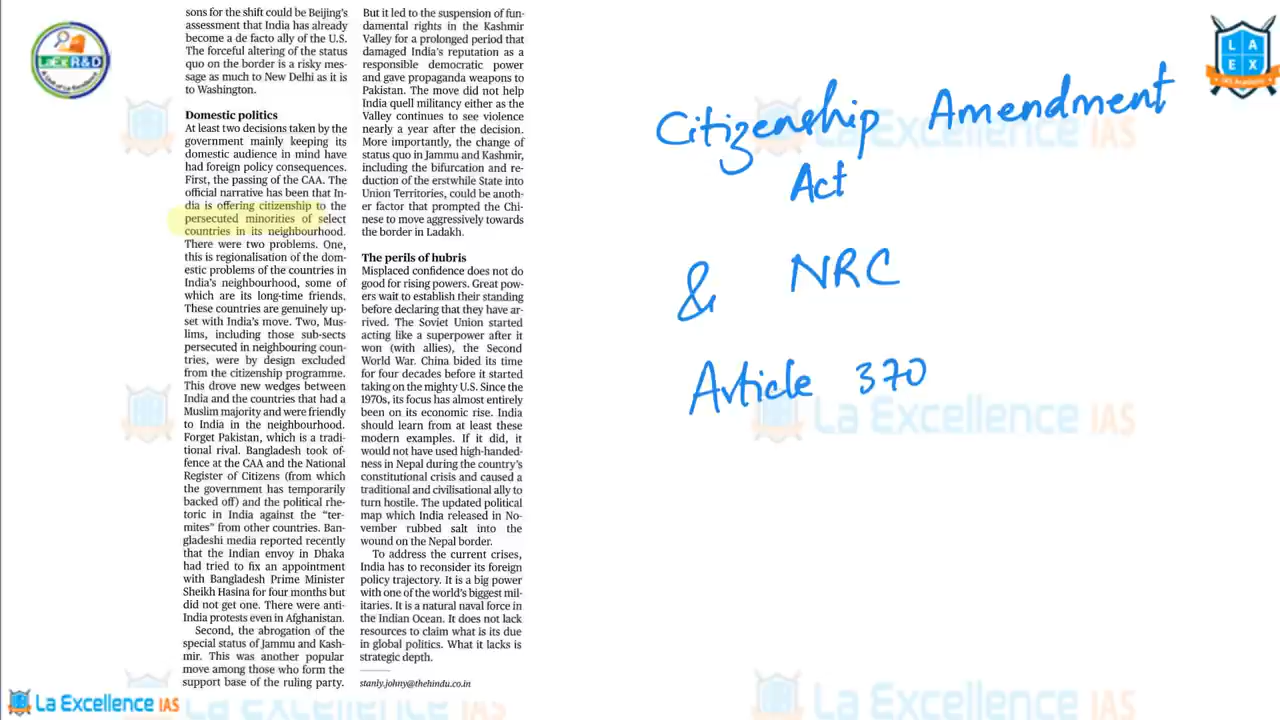 sons for the shift could be Beijing's
assessment that India has already
become a de facto ally of the U.S.
The forceful altering of the status
quo on the border is a risky mes-
sage as much to New Delhi as it is
to Washington.
Domestic politics
At least two decisions taken by the
government mainly keeping its
domestic audience in mind have
had foreign policy consequences.
First, the passing of the CAA. The
official narrative has been that In-
dia is offering citizenship to the
persecuted minorities of select
countries in its neighbourhood.
There were two problems. One,
this is regionalisation of the dom-
estic problems of the countries in
India's neighbourhood, some of
which are its long-time friends.
These countries are genuinely up-
set with India's move. Two, Mus-
lims, including those sub-sects
persecuted in neighbouring coun-
tries, were by design excluded
from the citizenship programme.
This drove new wedges between
India and the countries that had a
Muslim majority and were friendly
to India in the neighbourhood.
Forget Pakistan, which is a tradi-
tional rival. Bangladesh took of-
fence at the CAA and the National
Register of Citizens (from which
the government has temporarily
backed off) and the political rhe-
toric in India against the "ter-
mites" from other countries. Ban-
gladeshi media reported recently
that the Indian envoy in Dhaka
had tried to fix an appointment
with Bangladesh Prime Minister
Sheikh Hasina for four months but
did not get one. There were anti-
India protests even in Afghanistan.
Second, the abrogation of the
special status of Jammu and Kash-
mir. This was another popular
move among those who form the
support base of the ruling party.
But it led to the suspension of fun-
damental rights in the Kashmir
Valley for a prolonged period that
damaged India's reputation as a
responsible democratic power
and gave propaganda weapons to
Pakistan. The move did not help
India quell militancy either as the
Valley continues to see violence
nearly a year after the decision.
More importantly, the change of
status quo in Jammu and Kashmir,
including the bifurcation and re-
duction of the erstwhile State into
Union Territories, could be anoth-
er factor that prompted the Chi-
nese to move aggressively towards
the border in Ladakh.
The perils of hubris
Misplaced confidence does not do
good for rising powers. Great pow-
ers wait to establish their standing
before declaring that they have ar-
rived. The Soviet Union started
acting like a superpower after it
won (with allies), the Second
World War. China bided its time
for four decades before it started
taking on the mighty U.S. Since the
1970s, its focus has almost entirely
been on its economic rise. India
should learn from at least these
modern examples. If it did, it
would not have used high-handed-
ness in Nepal during the country's
constitutional crisis and caused a
traditional and civilisational ally to
turn hostile. The updated political
map which India released in No-
vember rubbed salt into the
wound on the Nepal border.
To address the current crises,
India has to reconsider its foreign
policy trajectory. It is a big power
with one of the world's biggest mil-
itaries. It is a natural naval force in
the Indian Ocean. It does not lack
resources to claim what is its due
in global politics. What it lacks is
strategic depth.
stanly.johny@thehindu.co.in
Citizenship Amendment
Act
& NRC
Article 370
LaEx R&D
LAEX
La Excellence IAS
La Excellence IAS
La Excellence IAS
La Excellence IAS